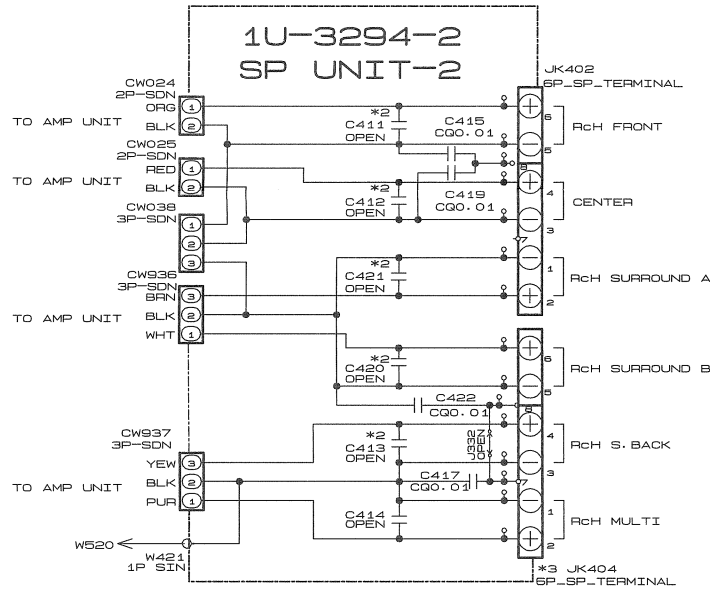 1U-3294-2
SP UNIT-2
JK402
6P_SP_TERMINAL
CW024
2P-SDN
ORG 1
TO AMP UNIT
BLK 2
*2
C411
OPEN
C415
CQ0.01
6
5
RcH FRONT
CW025
2P-SDN
RED 1
TO AMP UNIT
BLK 2
*2
C412
OPEN
C419
CQ0.01
8
4
3
CENTER
CW038
3P-SDN
1
2
3
7
CW936
3P-SDN
BRN 3
TO AMP UNIT
BLK 2
WHT 1
*2
C421
OPEN
1
2
RcH SURROUND A
*2
C420
OPEN
6
5
RcH SURROUND B
C422
CQ0.01
8
CW937
3P-SDN
YEW 3
TO AMP UNIT
BLK 2
PUR 1
*2
C413
OPEN
J332
OPEN
4
3
RcH S.BACK
C417
CQ0.01
7
C414
OPEN
1
2
RcH MULTI
W520
W421
1P SIN
*3 JK404
6P_SP_TERMINAL